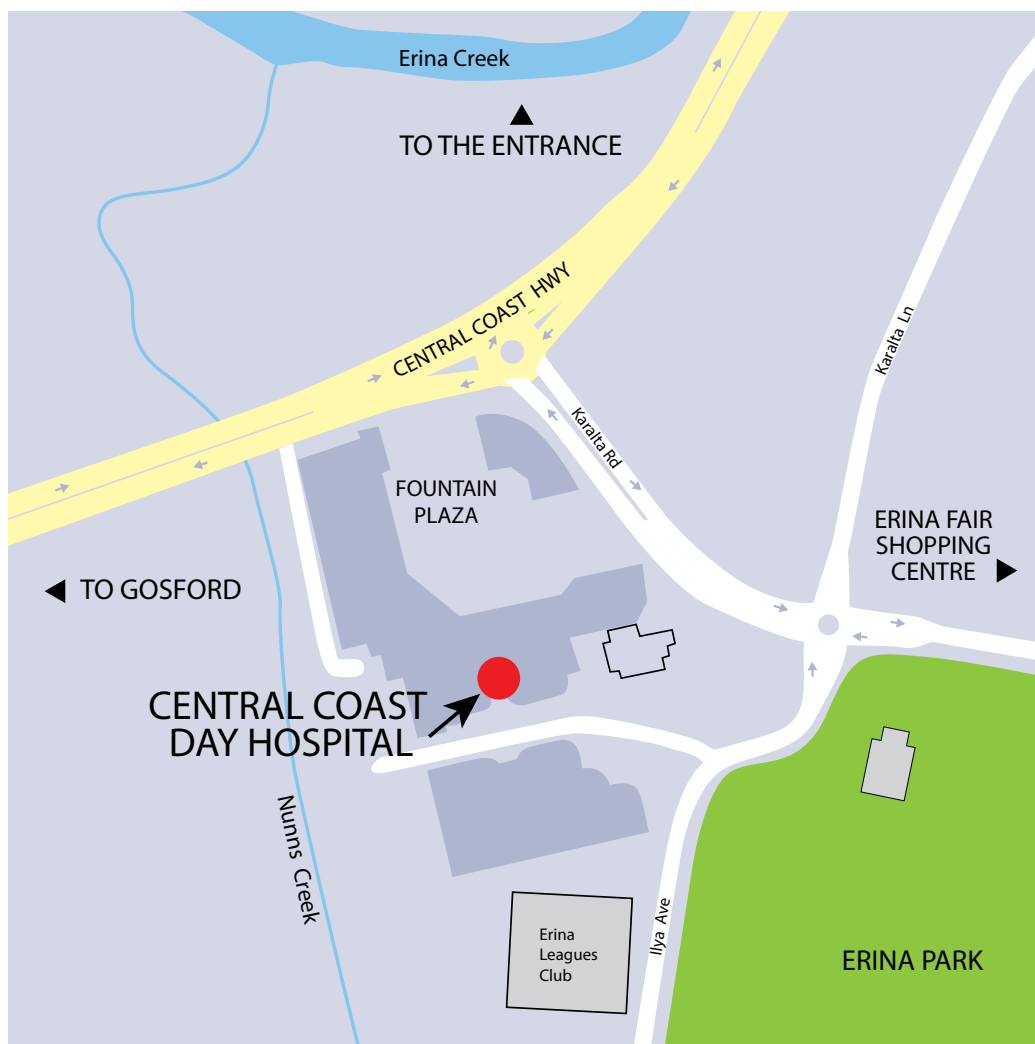 Erina Creek
TO THE ENTRANCE
CENTRAL COAST HWY
Karalta Ln
Karalta Rd
FOUNTAIN
PLAZA
ERINA FAIR
SHOPPING
CENTRE
TO GOSFORD
CENTRAL COAST
DAY HOSPITAL
Nunns Creek
Ilya Ave
Erina
Leagues
Club
ERINA PARK